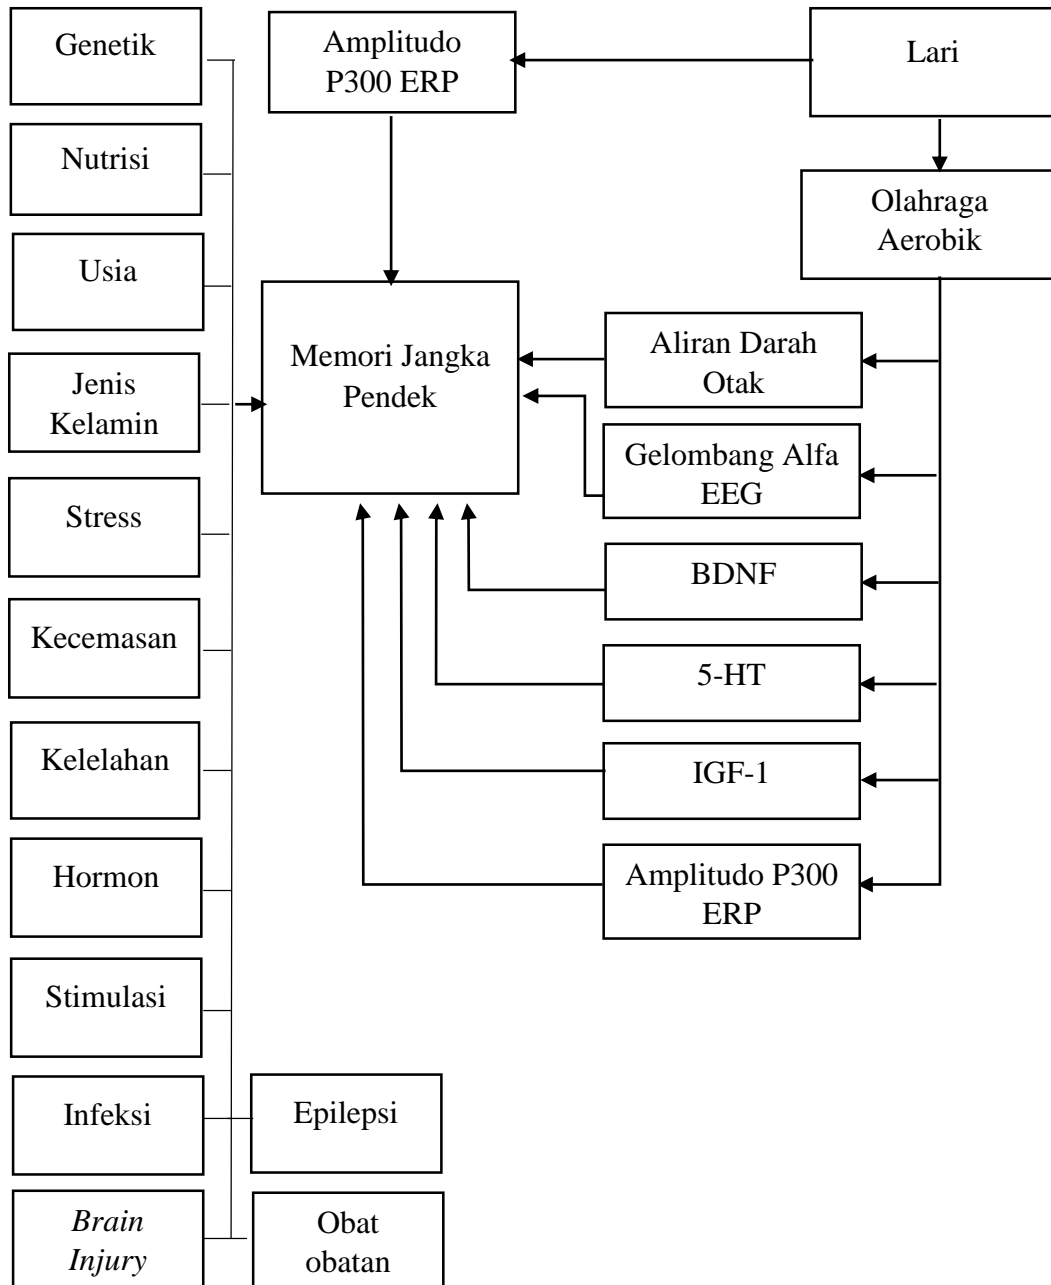 Genetik
Amplitudo
P300 ERP
Lari
Nutrisi
Olahraga
Aerobik
Usia
Memori Jangka
Pendek
Aliran Darah
Otak
Jenis
Kelamin
Gelombang Alfa
EEG
Stress
BDNF
Kecemasan
5-HT
Kelelahan
IGF-1
Hormon
Amplitudo P300
ERP
Stimulasi
Infeksi
Epilepsi
Brain
Injury
Obat
obatan